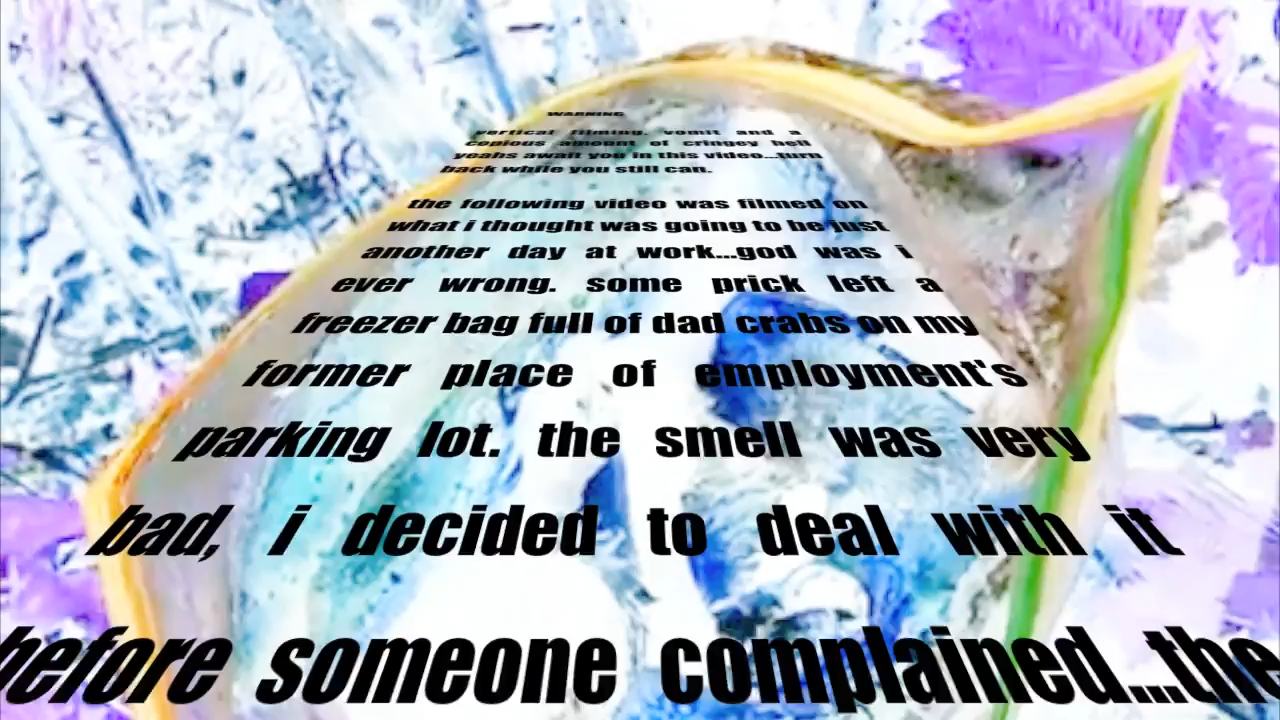 WARNING
vertical filming, vomit and a
copious amount of cringey hell
yeahs await you in this video...turn
back while you still can.
the following video was filmed on
what i thought was going to be just
another day at work...god was i
ever wrong. some prick left a
freezer bag full of dad crabs on my
former place of employment's
parking lot. the smell was very
bad, i decided to deal with it
before someone complained...the